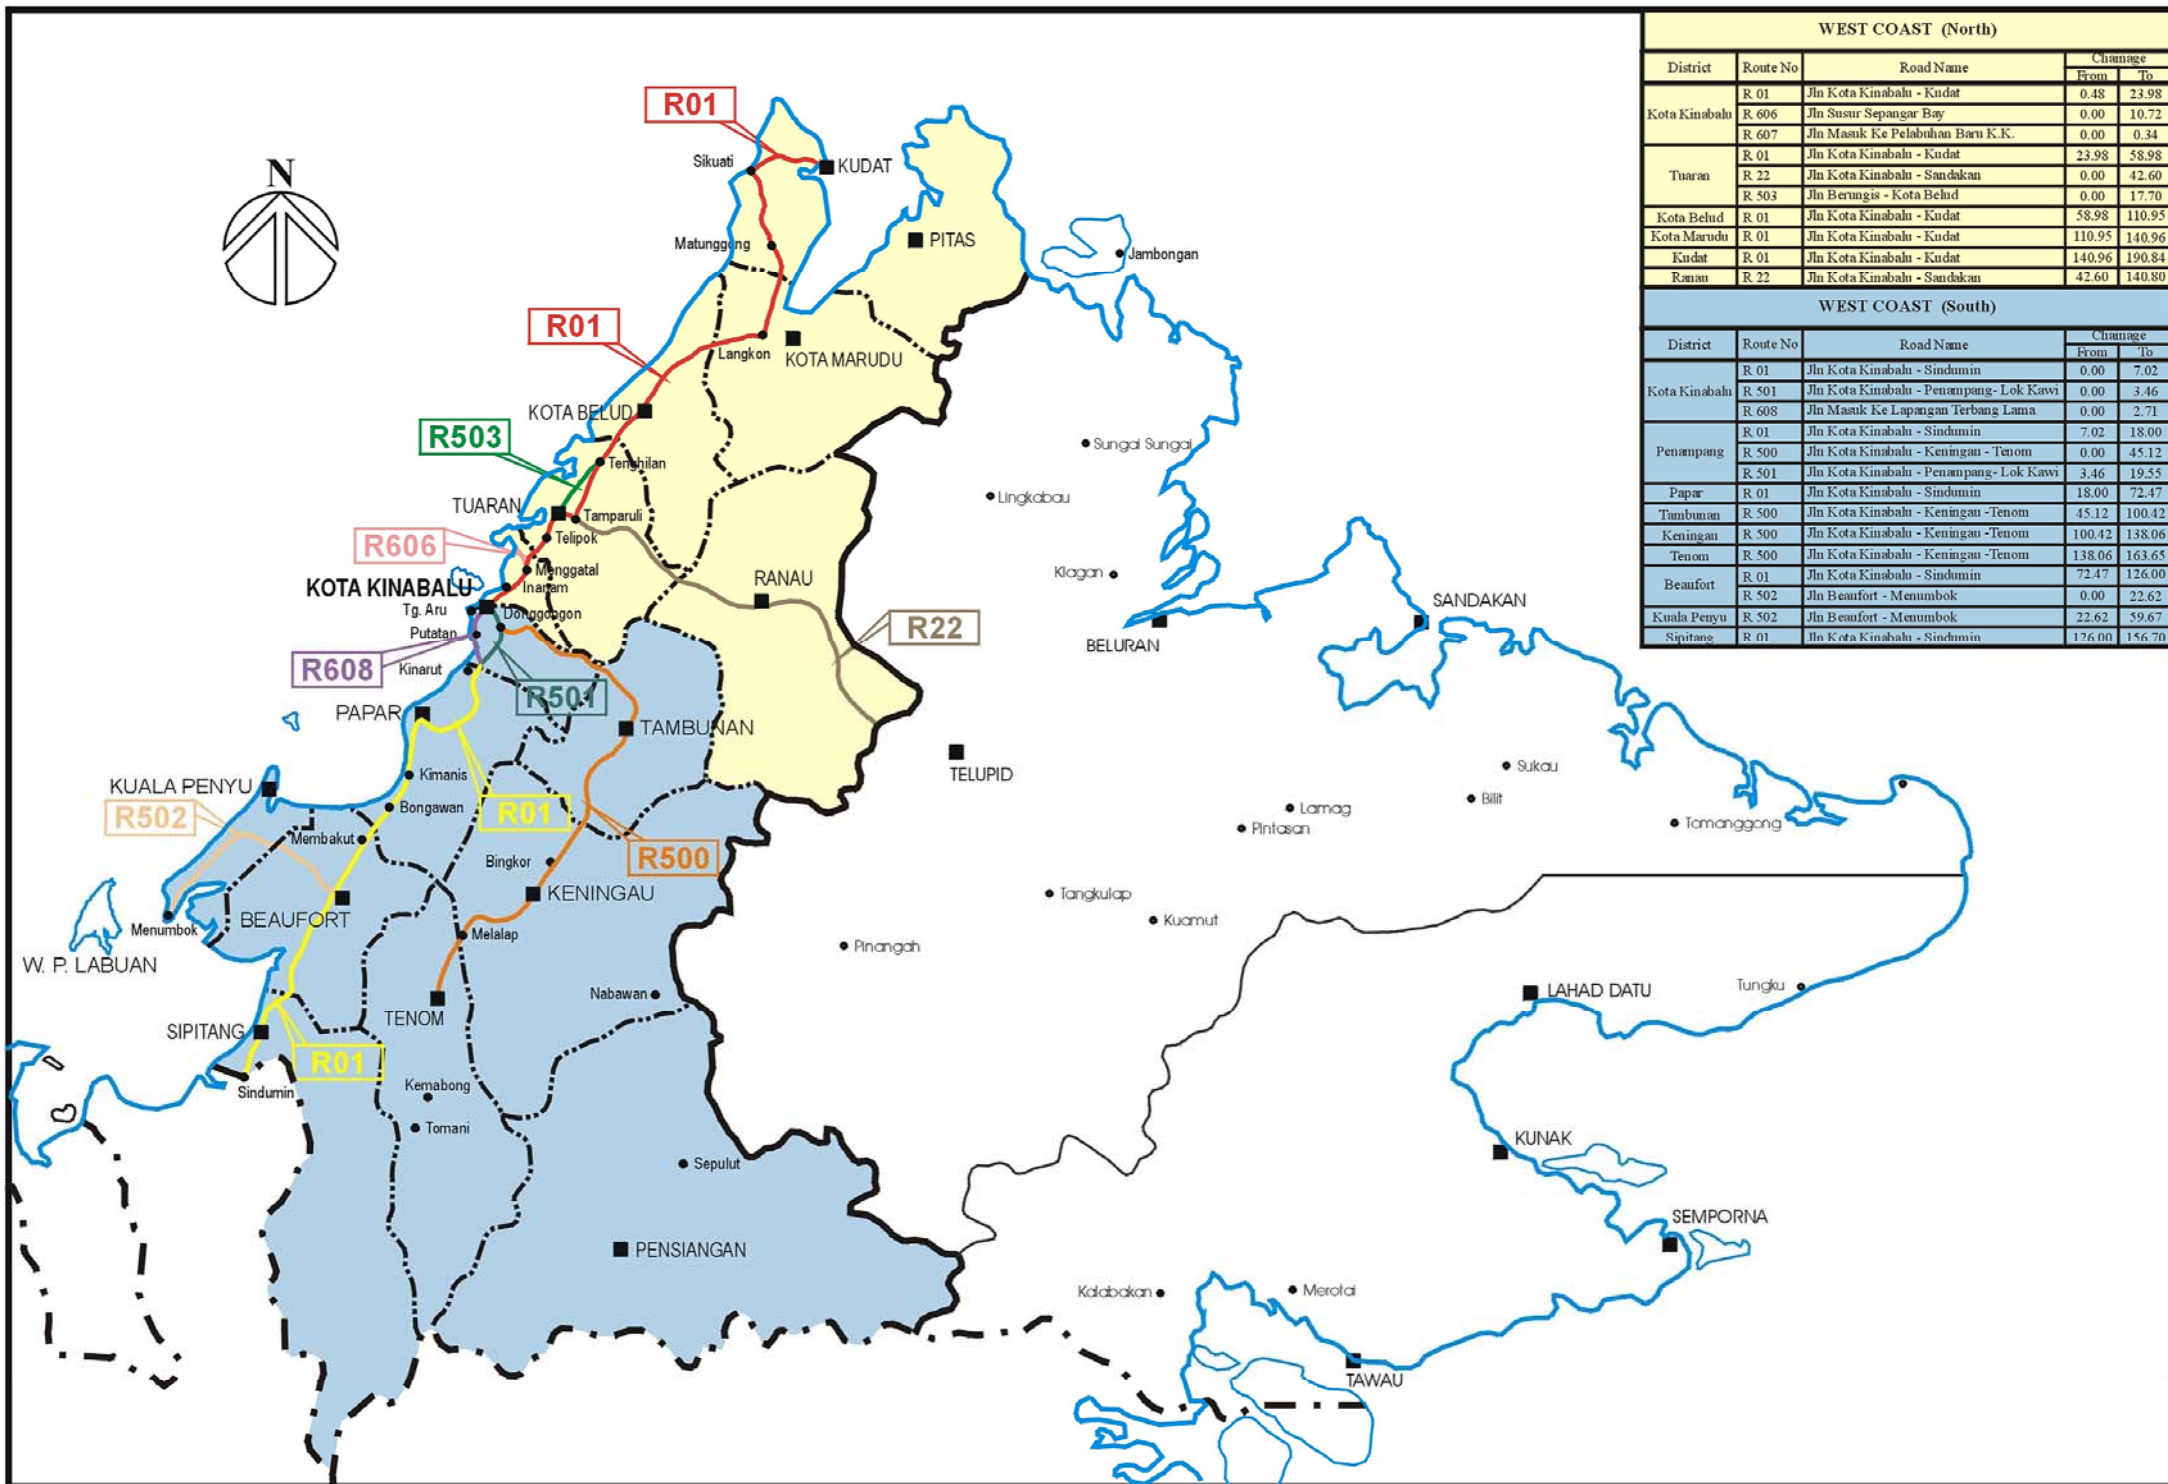 WEST COAST (North)
District Route No Road Name Chainage
From To
Kota Kinabalu R 01 Jln Kota Kinabalu - Kudat 0.48 23.98
R 606 Jln Susur Sepangar Bay 0.00 10.72
R 607 Jln Masuk Ke Pelabuhan Baru K.K. 0.00 0.34
Tuaran R 01 Jln Kota Kinabalu - Kudat 23.98 58.98
R 22 Jln Kota Kinabalu - Sandakan 0.00 42.60
R 503 Jln Berungis - Kota Belud 0.00 17.70
Kota Belud R 01 Jln Kota Kinabalu - Kudat 58.98 110.95
Kota Marudu R 01 Jln Kota Kinabalu - Kudat 110.95 140.96
Kudat R 01 Jln Kota Kinabalu - Kudat 140.96 190.84
Ranau R 22 Jln Kota Kinabalu - Sandakan 42.60 140.80
WEST COAST (South)
District Route No Road Name Chainage
From To
Kota Kinabalu R 01 Jln Kota Kinabalu - Sindumin 0.00 7.02
R 501 Jln Kota Kinabalu - Penampang- Lok Kawi 0.00 3.46
R 608 Jln Masuk Ke Lapangan Terbang Lama 0.00 2.71
Penampang R 01 Jln Kota Kinabalu - Sindumin 7.02 18.00
R 500 Jln Kota Kinabalu - Keningau - Tenom 0.00 45.12
R 501 Jln Kota Kinabalu - Penampang- Lok Kawi 3.46 19.55
Papar R 01 Jln Kota Kinabalu - Sindumin 18.00 72.47
Tambunan R 500 Jln Kota Kinabalu - Keningau -Tenom 45.12 100.42
Keningau R 500 Jln Kota Kinabalu - Keningau -Tenom 100.42 138.06
Tenom R 500 Jln Kota Kinabalu - Keningau -Tenom 138.06 163.65
Beaufort R 01 Jln Kota Kinabalu - Sindumin 72.47 126.00
R 502 Jln Beaufort - Menumbok 0.00 22.62
Kuala Penyu R 502 Jln Beaufort - Menumbok 22.62 59.67
Sipitang R 01 Jln Kota Kinabalu - Sindumin 126.00 156.70
N
R01
Sikuati
KUDAT
Matunggong
PITAS
Jambongan
R01
Langkon
KOTA MARUDU
KOTA BELUD
R503
Tenghilan
Sungai Sungai
Lingkabau
TUARAN
Tamparuli
Telipok
R606
Menggatal
Inanam
KOTA KINABALU
Tg. Aru
Donggongon
Putatan
RANAU
Klagan
R22
BELURAN
SANDAKAN
R608
Kinarut
R501
PAPAR
TAMBUNAN
TELUPID
Sukau
Kimanis
KUALA PENYU
R502
Bongawan
R01
Bilit
Lamag
Pintasan
Tomanggong
Membakut
Bingkor
R500
KENINGAU
BEAUFORT
Menumbok
Melalap
Tangkulap
Kuamut
Pinangah
W. P. LABUAN
Nabawan
LAHAD DATU
Tungku
TENOM
SIPITANG
R01
Sindumin
Kemabong
Tomani
KUNAK
Sepulut
SEMPORNA
PENSIANGAN
Kalabakan
Merotai
TAWAU